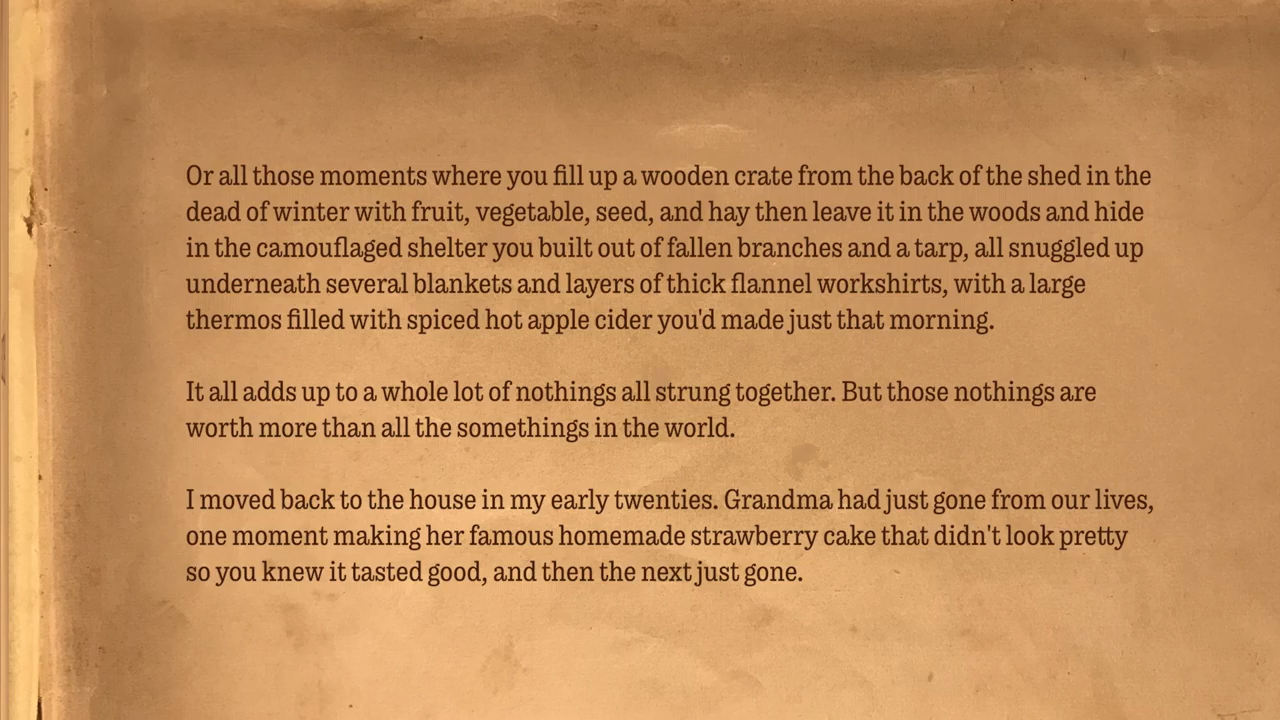 Or all those moments where you fill up a wooden crate from the back of the shed in the
dead of winter with fruit, vegetable, seed, and hay then leave it in the woods and hide
in the camouflaged shelter you built out of fallen branches and a tarp, all snuggled up
underneath several blankets and layers of thick flannel workshirts, with a large
thermos filled with spiced hot apple cider you'd made just that morning.
It all adds up to a whole lot of nothings all strung together. But those nothings are
worth more than all the somethings in the world.
I moved back to the house in my early twenties. Grandma had just gone from our lives,
one moment making her famous homemade strawberry cake that didn't look pretty
so you knew it tasted good, and then the next just gone.